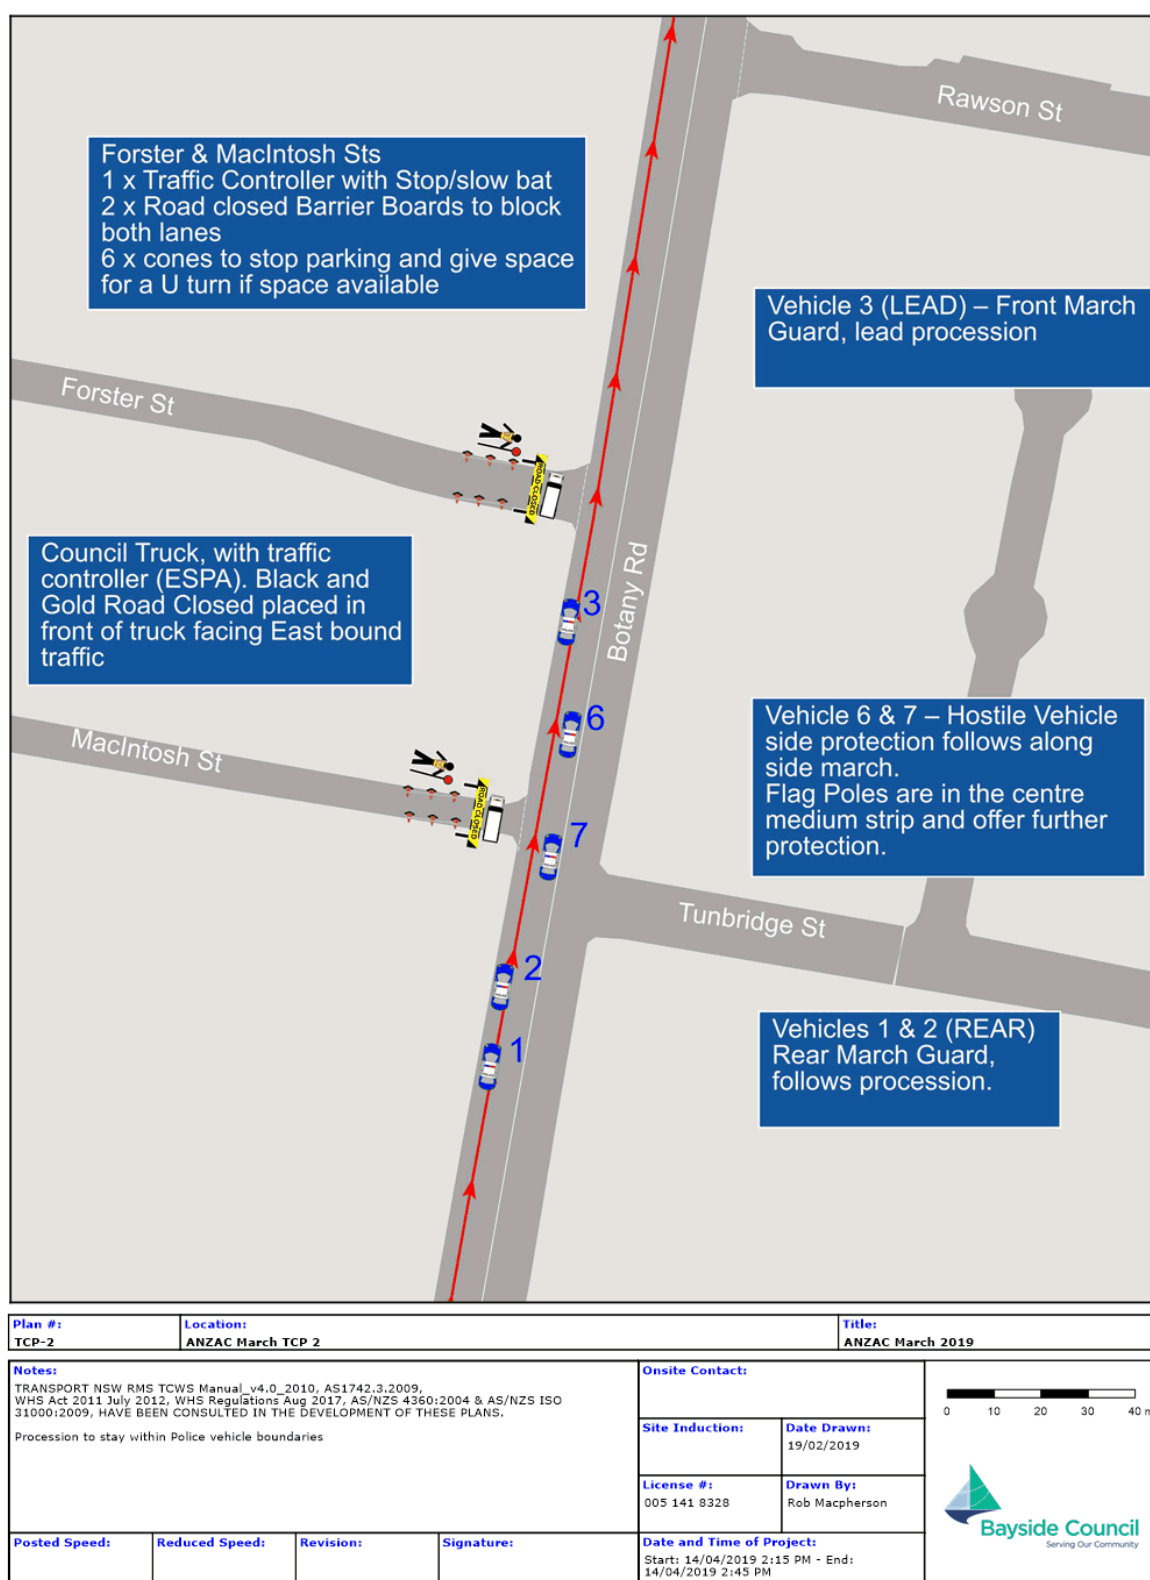 Rawson St
Forster & MacIntosh Sts
1 x Traffic Controller with Stop/slow bat
2 x Road closed Barrier Boards to block
both lanes
6 x cones to stop parking and give space
for a U turn if space available
Vehicle 3 (LEAD) – Front March
Guard, lead procession
Forster St
ROAD CLOSED
Council Truck, with traffic
controller (ESPA). Black and
Gold Road Closed placed in
front of truck facing East bound
traffic
Botany Rd
3
6
MacIntosh St
ROAD CLOSED
7
Vehicle 6 & 7 – Hostile Vehicle
side protection follows along
side march.
Flag Poles are in the centre
medium strip and offer further
protection.
Tunbridge St
2
1
Vehicles 1 & 2 (REAR)
Rear March Guard,
follows procession.
Plan #:
TCP-2
Location:
ANZAC March TCP 2
Title:
ANZAC March 2019
Notes:
TRANSPORT NSW RMS TCWS Manual_v4.0_2010, AS1742.3.2009,
WHS Act 2011 July 2012, WHS Regulations Aug 2017, AS/NZS 4360:2004 & AS/NZS ISO
31000:2009, HAVE BEEN CONSULTED IN THE DEVELOPMENT OF THESE PLANS.
Procession to stay within Police vehicle boundaries
Onsite Contact:
Site Induction:
Date Drawn:
19/02/2019
License #:
005 141 8328
Drawn By:
Rob Macpherson
Posted Speed:
Reduced Speed:
Revision:
Signature:
Date and Time of Project:
Start: 14/04/2019 2:15 PM - End:
14/04/2019 2:45 PM
0 10 20 30 40 m
Bayside Council
Serving Our Community